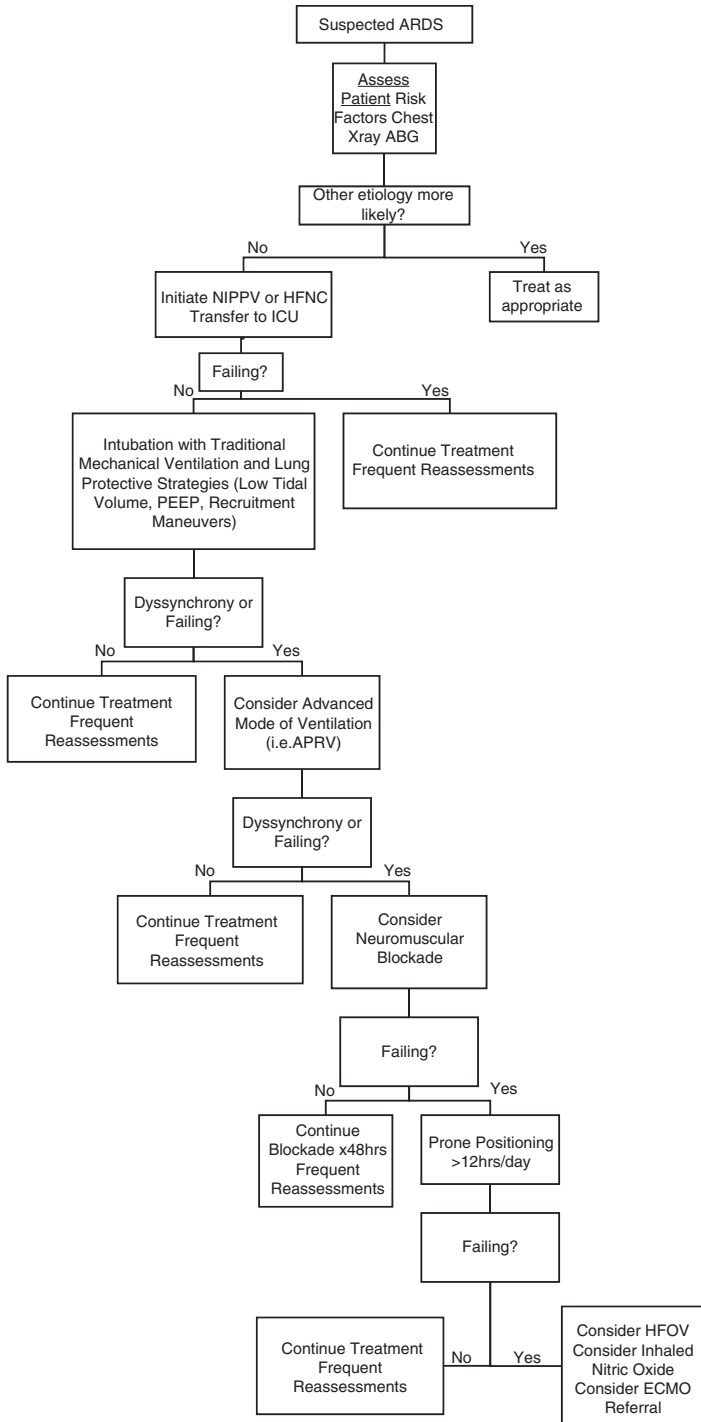 Suspected ARDS
Assess
Patient Risk
Factors Chest
Xray ABG
Other etiology more
likely?
No
Yes
Initiate NIPPV or HFNC
Transfer to ICU
Treat as
appropriate
Failing?
No
Yes
Intubation with Traditional
Mechanical Ventilation and Lung
Protective Strategies (Low Tidal
Volume, PEEP, Recruitment
Maneuvers)
Continue Treatment
Frequent Reassessments
Dyssynchrony or
Failing?
No
Yes
Continue Treatment
Frequent
Reassessments
Consider Advanced
Mode of Ventilation
(i.e.APRV)
Dyssynchrony or
Failing?
No
Yes
Continue Treatment
Frequent
Reassessments
Consider
Neuromuscular
Blockade
Failing?
No
Yes
Continue
Blockade x48hrs
Frequent
Reassessments
Prone Positioning
>12hrs/day
Failing?
Continue Treatment
Frequent
Reassessments
No
Yes
Consider HFOV
Consider Inhaled
Nitric Oxide
Consider ECMO
Referral